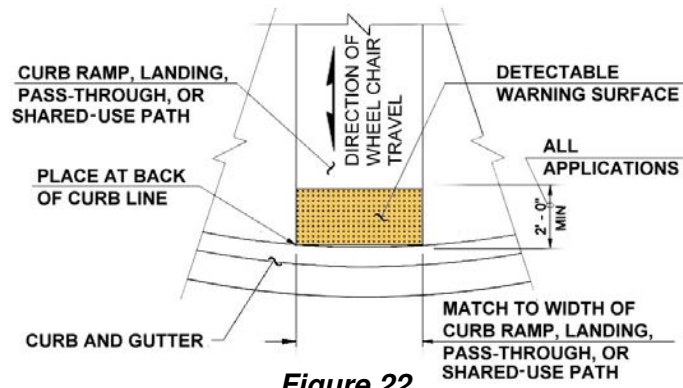 CURB RAMP, LANDING,
PASS-THROUGH, OR
SHARED-USE PATH
DIRECTION OF
WHEEL CHAIR
TRAVEL
DETECTABLE
WARNING SURFACE
PLACE AT BACK
OF CURB LINE
ALL
APPLICATIONS
2' - 0"
MIN
CURB AND GUTTER
MATCH TO WIDTH OF
CURB RAMP, LANDING,
PASS-THROUGH, OR
SHARED-USE PATH
Figure 22